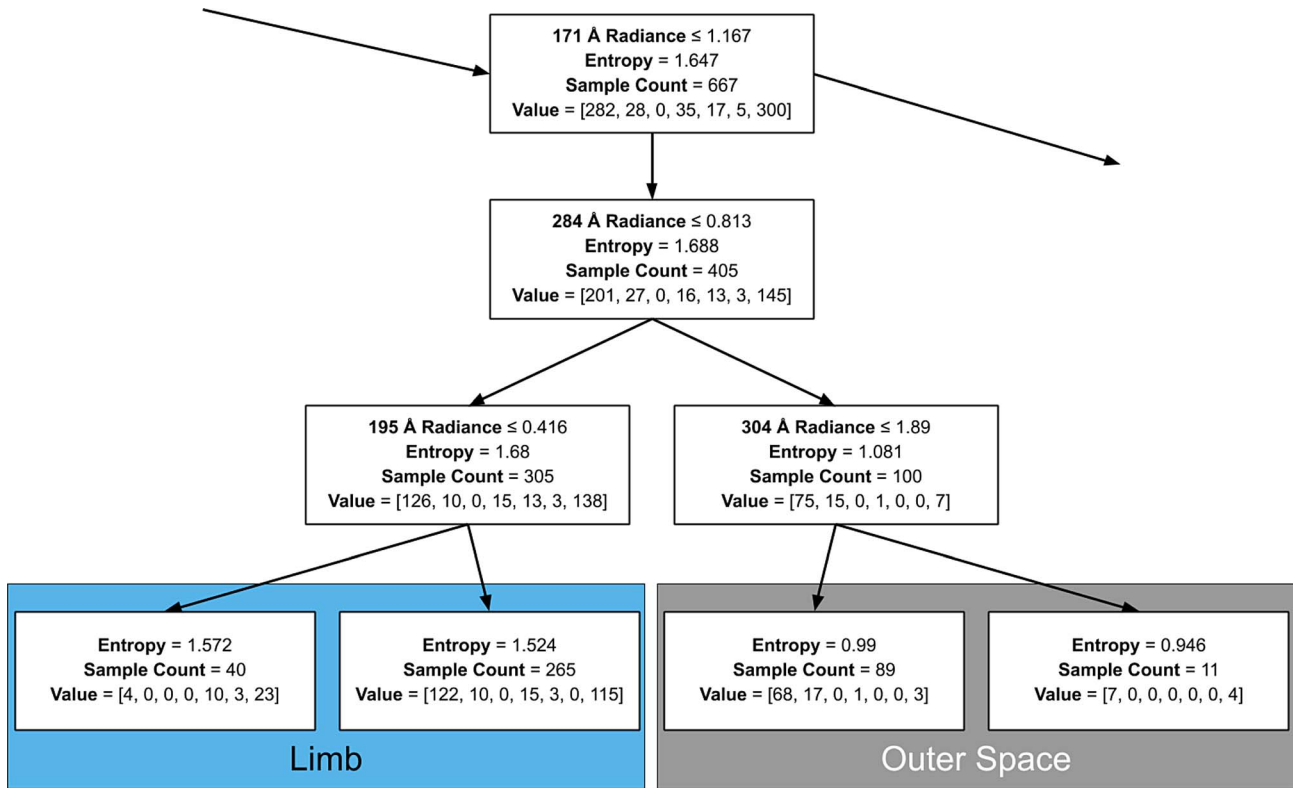 171 Å Radiance ≤ 1.167
Entropy = 1.647
Sample Count = 667
Value = [282, 28, 0, 35, 17, 5, 300]
284 Å Radiance ≤ 0.813
Entropy = 1.688
Sample Count = 405
Value = [201, 27, 0, 16, 13, 3, 145]
195 Å Radiance ≤ 0.416
Entropy = 1.68
Sample Count = 305
Value = [126, 10, 0, 15, 13, 3, 138]
304 Å Radiance ≤ 1.89
Entropy = 1.081
Sample Count = 100
Value = [75, 15, 0, 1, 0, 0, 7]
Entropy = 1.572
Sample Count = 40
Value = [4, 0, 0, 0, 10, 3, 23]
Entropy = 1.524
Sample Count = 265
Value = [122, 10, 0, 15, 3, 0, 115]
Entropy = 0.99
Sample Count = 89
Value = [68, 17, 0, 1, 0, 0, 3]
Entropy = 0.946
Sample Count = 11
Value = [7, 0, 0, 0, 0, 0, 4]
Limb
Outer Space